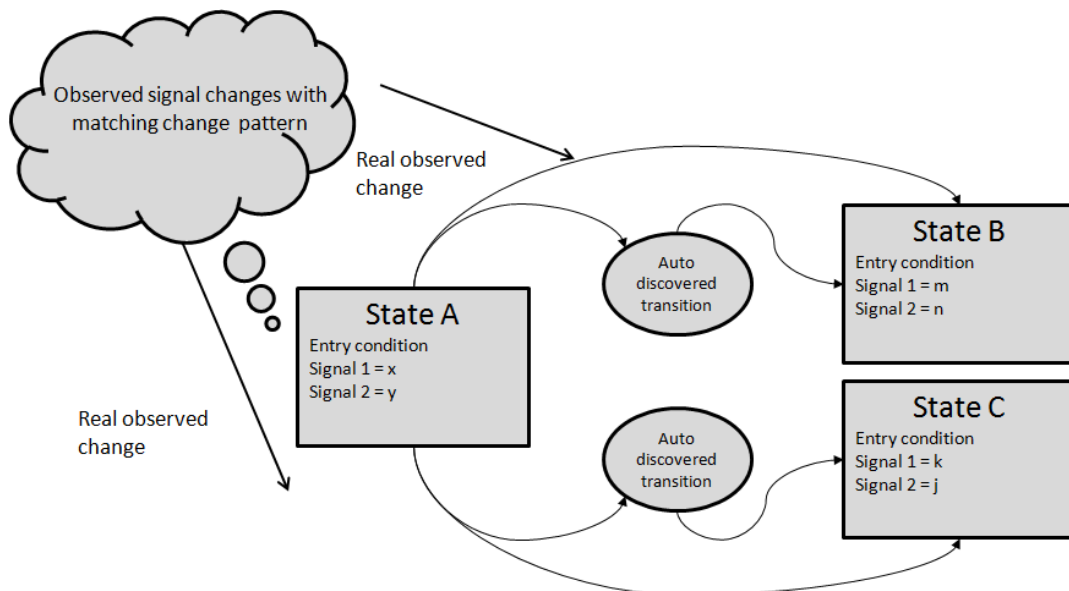 Observed signal changes with
matching change pattern
Real observed
change
State B
Entry condition
Signal 1 = m
Signal 2 = n
Auto
discovered
transition
State A
Entry condition
Signal 1 = x
Signal 2 = y
Real observed
change
Auto
discovered
transition
State C
Entry condition
Signal 1 = k
Signal 2 = j